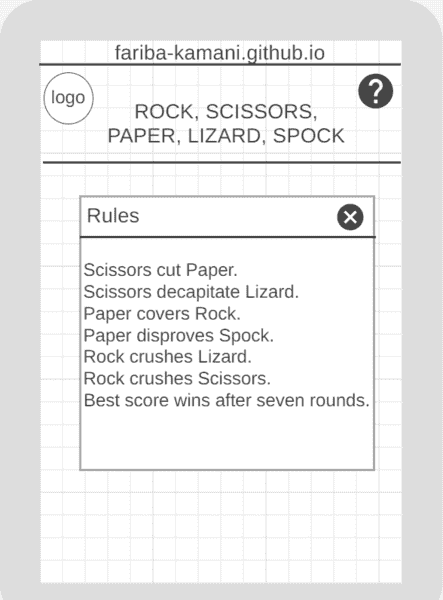 fariba-kamani.github.io
logo
?
ROCK, SCISSORS,
PAPER, LIZARD, SPOCK
Rules
Scissors cut Paper.
Scissors decapitate Lizard.
Paper covers Rock.
Paper disproves Spock.
Rock crushes Lizard.
Rock crushes Scissors.
Best score wins after seven rounds.